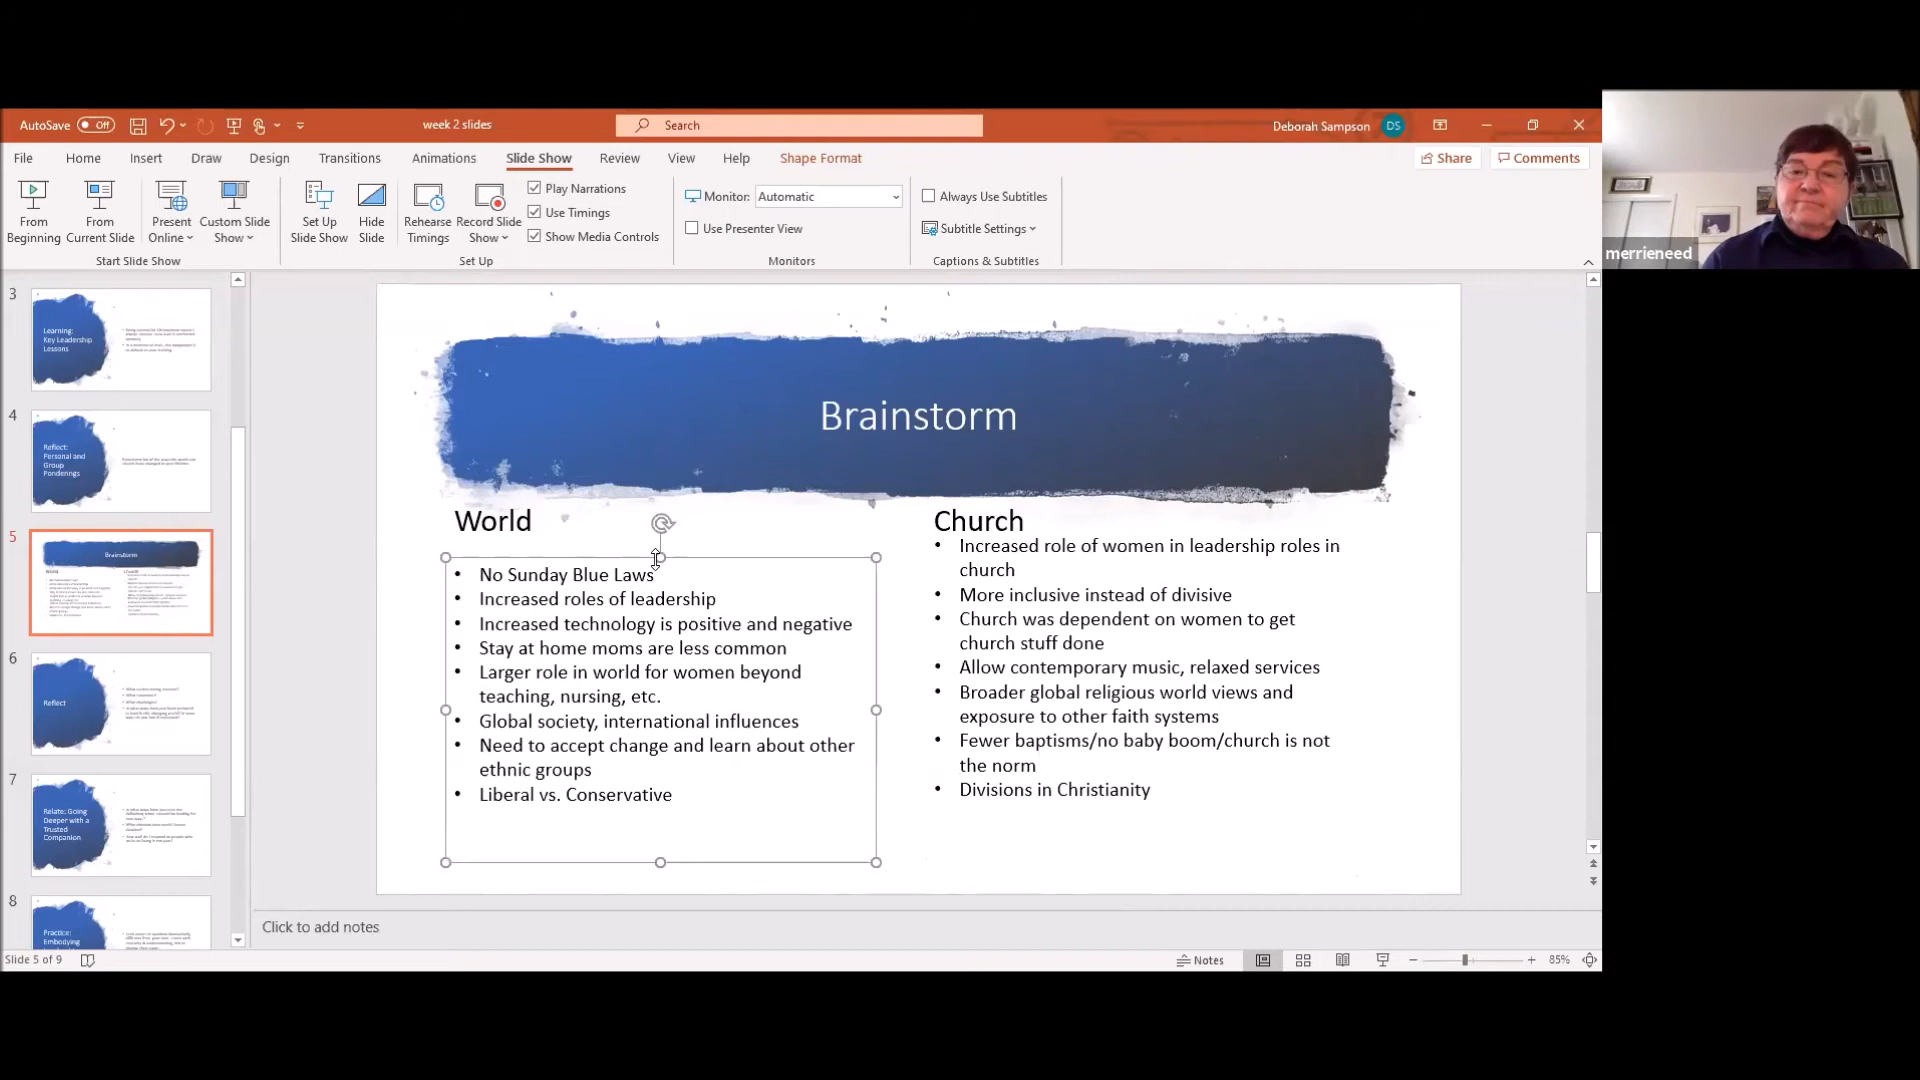 AutoSave Off week 2 slides Search Deborah Sampson DS
File Home Insert Draw Design Transitions Animations Slide Show Review View Help Shape Format Share Comments
From Beginning
From Current Slide
Present Online
Custom Slide Show
Start Slide Show
Set Up Slide Show
Hide Slide
Rehearse Timings
Record Slide Show
Play Narrations
Use Timings
Show Media Controls
Set Up
Monitor: Automatic
Use Presenter View
Monitors
Always Use Subtitles
Subtitle Settings
Captions & Subtitles
merrieneed
3
Learning:
Key Leadership
Lessons
4
Reflect:
Personal and
Group
Ponderings
5
Brainstorm
World
Church
6
Reflect
7
Relate: Going
Deeper with a
Trusted
Companion
8
Practice:
Embodying
Brainstorm
World
• No Sunday Blue Laws
• Increased roles of leadership
• Increased technology is positive and negative
• Stay at home moms are less common
• Larger role in world for women beyond
teaching, nursing, etc.
• Global society, international influences
• Need to accept change and learn about other
ethnic groups
• Liberal vs. Conservative
Church
• Increased role of women in leadership roles in
church
• More inclusive instead of divisive
• Church was dependent on women to get
church stuff done
• Allow contemporary music, relaxed services
• Broader global religious world views and
exposure to other faith systems
• Fewer baptisms/no baby boom/church is not
the norm
• Divisions in Christianity
Click to add notes
Slide 5 of 9 Notes 85%